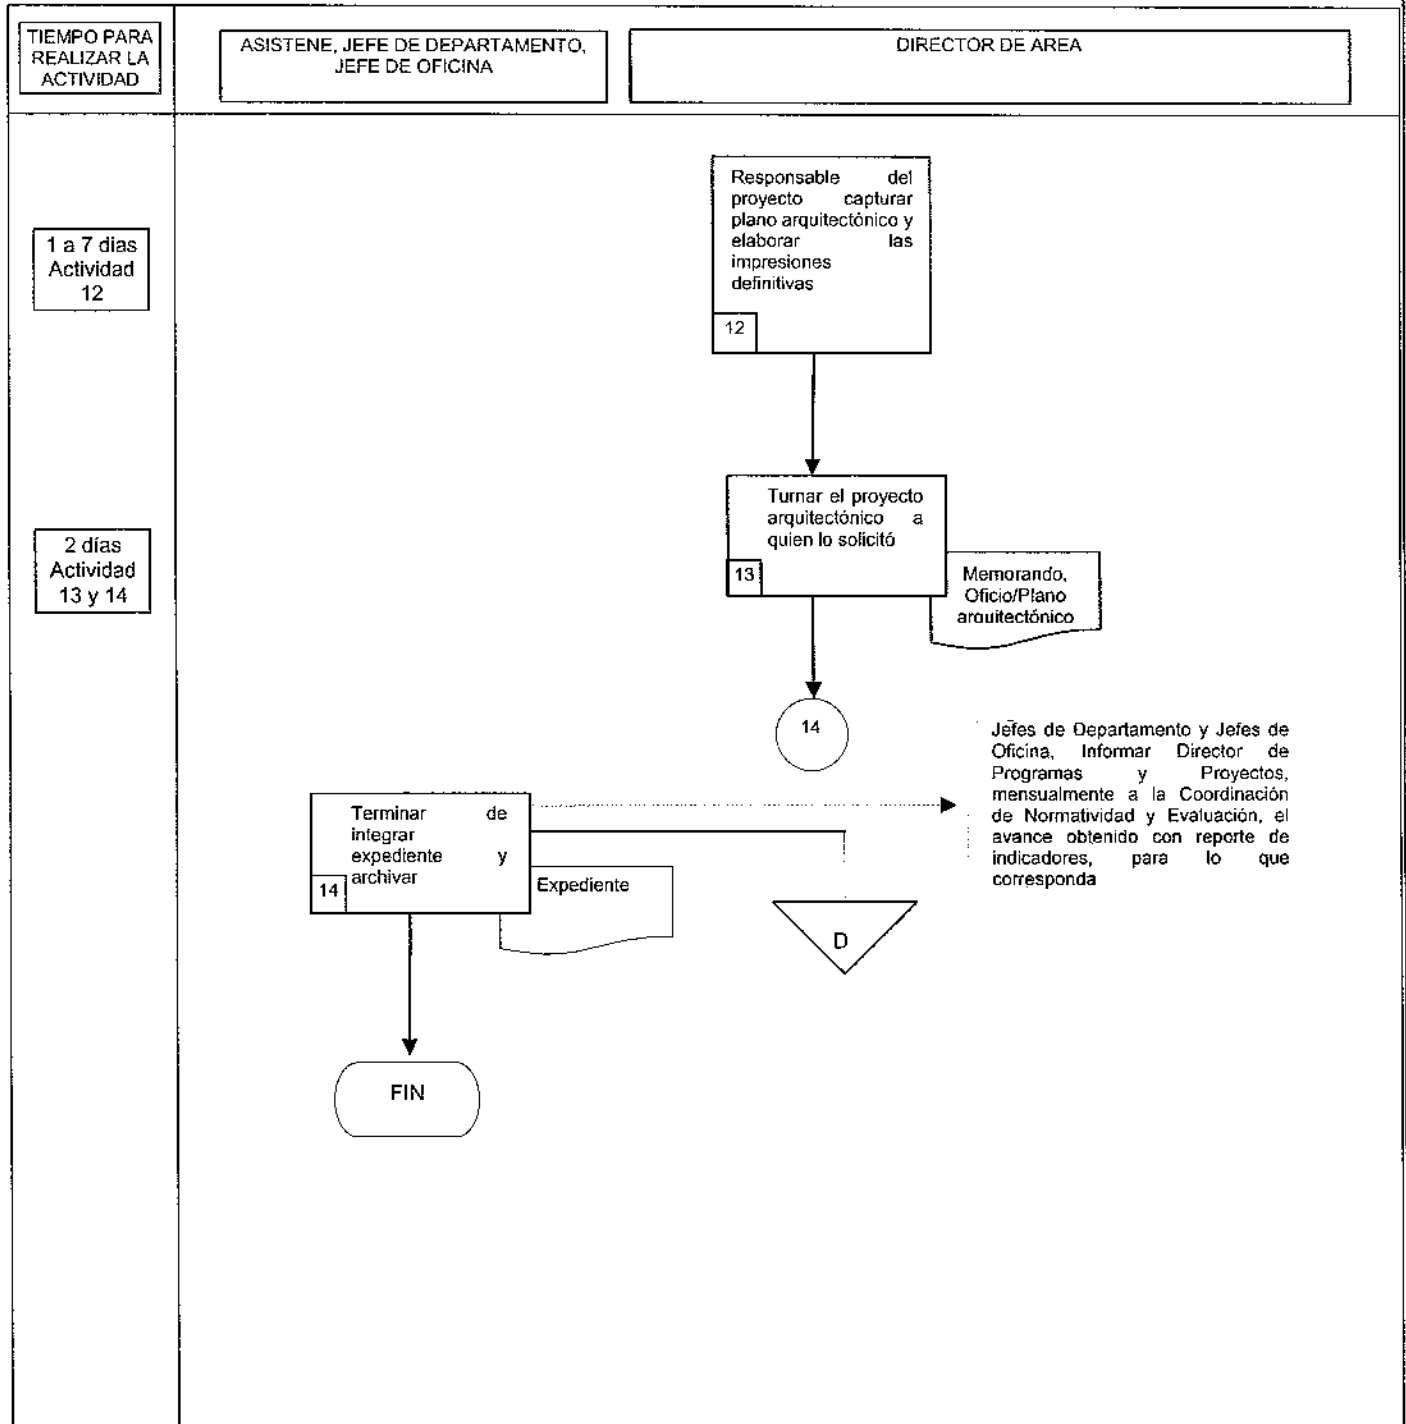 TIEMPO PARA
REALIZAR LA
ACTIVIDAD
ASISTENE, JEFE DE DEPARTAMENTO,
JEFE DE OFICINA
DIRECTOR DE AREA
Responsable del
proyecto capturar
plano arquitectónico y
elaborar las
impresiones
definitivas
12
1 a 7 dias
Actividad
12
Turnar el proyecto
arquitectónico a
quien lo solicitó
13
Memorando,
Oficio/Plano
arquitectónico
2 días
Actividad
13 y 14
14
Jefes de Departamento y Jefes de
Oficina, Informar Director de
Programas y Proyectos,
mensualmente a la Coordinación
de Normatividad y Evaluación, el
avance obtenido con reporte de
indicadores, para lo que
corresponda
Terminar de
integrar
expediente y
archivar
14
Expediente
D
FIN